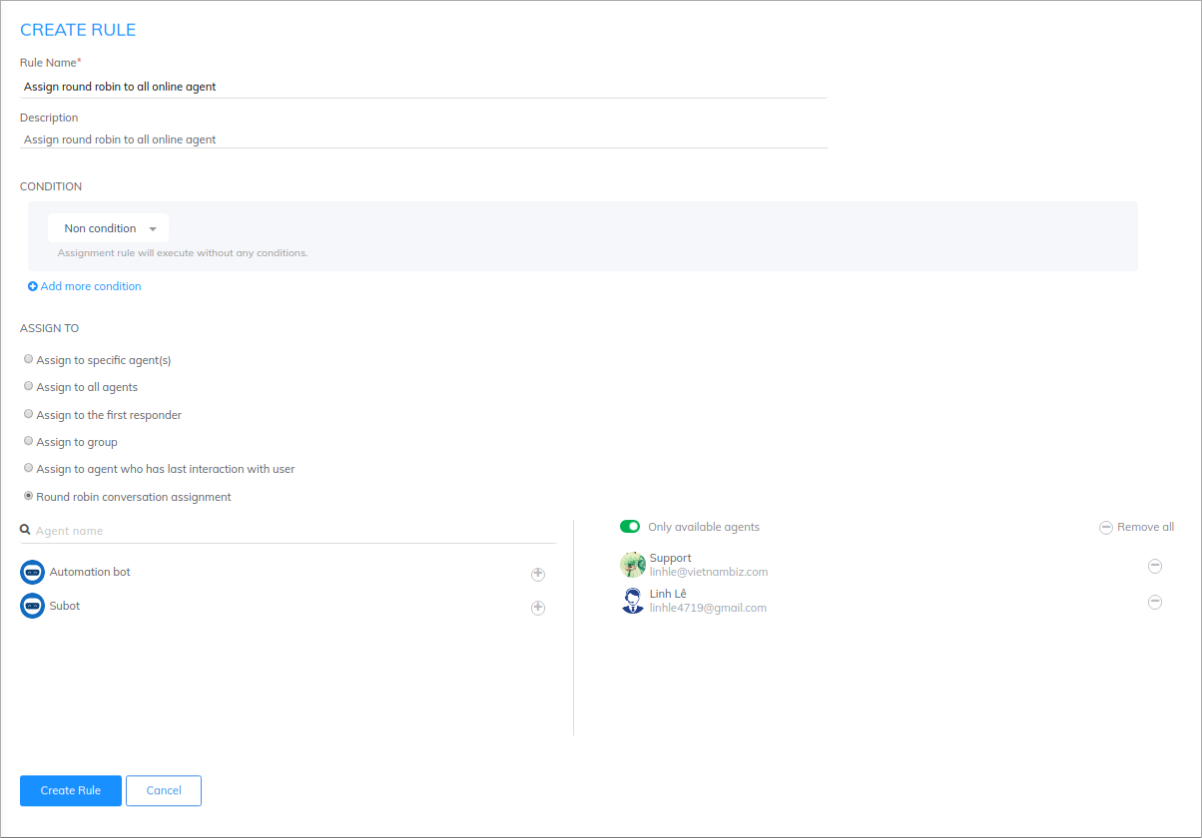 CREATE RULE
Rule Name*
Assign round robin to all online agent
Description
Assign round robin to all online agent
CONDITION
Non condition
Assignment rule will execute without any conditions.
Add more condition
ASSIGN TO
Assign to specific agent(s)
Assign to all agents
Assign to the first responder
Assign to group
Assign to agent who has last interaction with user
Round robin conversation assignment
Agent name
Automation bot
Subot
Only available agents
Remove all
Support
linhle@vietnambiz.com
Linh Lê
linhle4719@gmail.com
Create Rule
Cancel